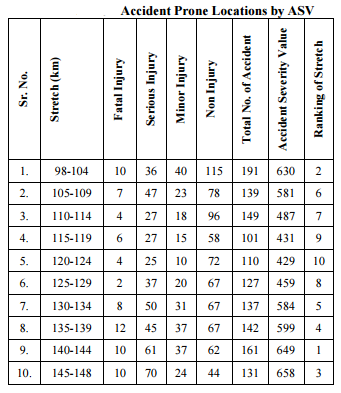 Accident Prone Locations by ASV
Sr. No. Stretch (km) Fatal Injury Serious Injury Minor Injury Non Injury Total No. of Accident Accident Severity Value Ranking of Stretch
1. 98-104 10 36 40 115 191 630 2
2. 105-109 7 47 23 78 139 581 6
3. 110-114 4 27 18 96 149 487 7
4. 115-119 6 27 15 58 101 431 9
5. 120-124 4 25 10 72 110 429 10
6. 125-129 2 37 20 67 127 459 8
7. 130-134 8 50 31 67 137 584 5
8. 135-139 12 45 37 67 142 599 4
9. 140-144 10 61 37 62 161 649 1
10. 145-148 10 70 24 44 131 658 3